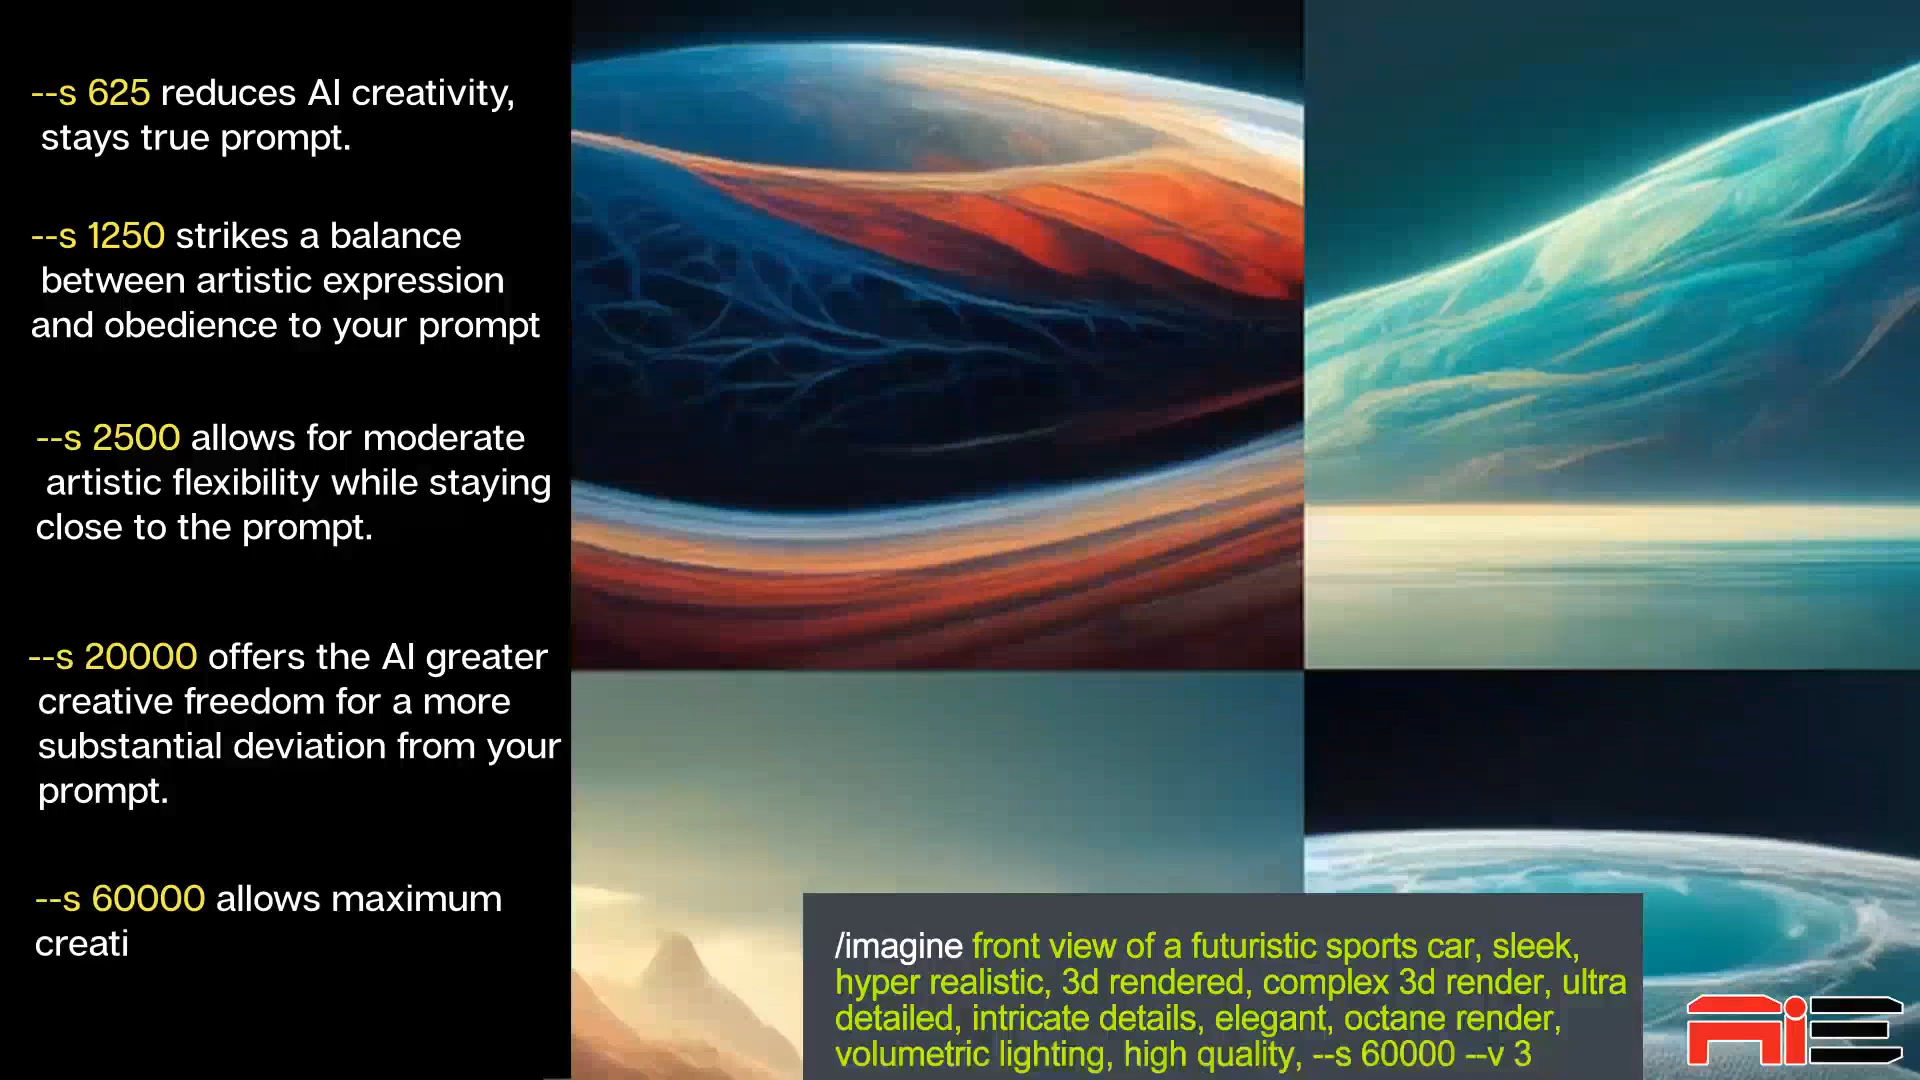 --s 625 reduces AI creativity,
stays true prompt.
--s 1250 strikes a balance
between artistic expression
and obedience to your prompt
--s 2500 allows for moderate
artistic flexibility while staying
close to the prompt.
--s 20000 offers the AI greater
creative freedom for a more
substantial deviation from your
prompt.
--s 60000 allows maximum
creati
/imagine front view of a futuristic sports car, sleek,
hyper realistic, 3d rendered, complex 3d render, ultra
detailed, intricate details, elegant, octane render,
volumetric lighting, high quality, --s 60000 --v 3
AiE